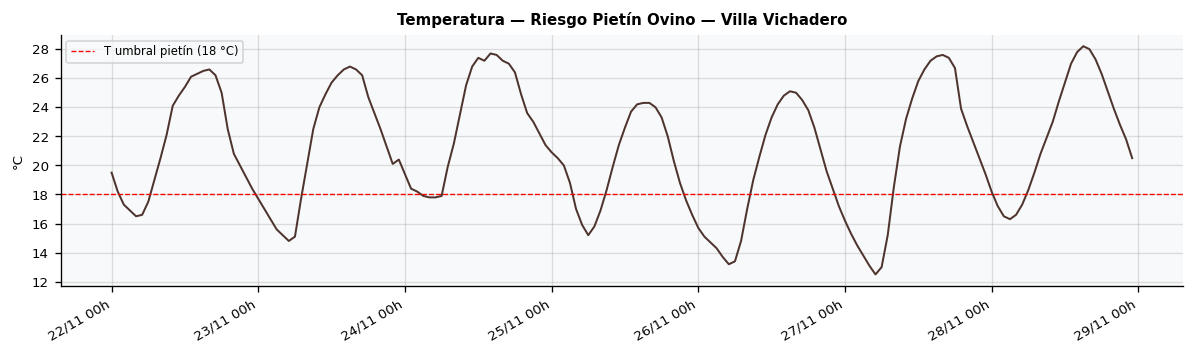 Temperatura — Riesgo Pietín Ovino — Villa Vichadero
T umbral pietín (18 °C)
°C
28
26
24
22
20
18
16
14
12
22/11 00h
23/11 00h
24/11 00h
25/11 00h
26/11 00h
27/11 00h
28/11 00h
29/11 00h